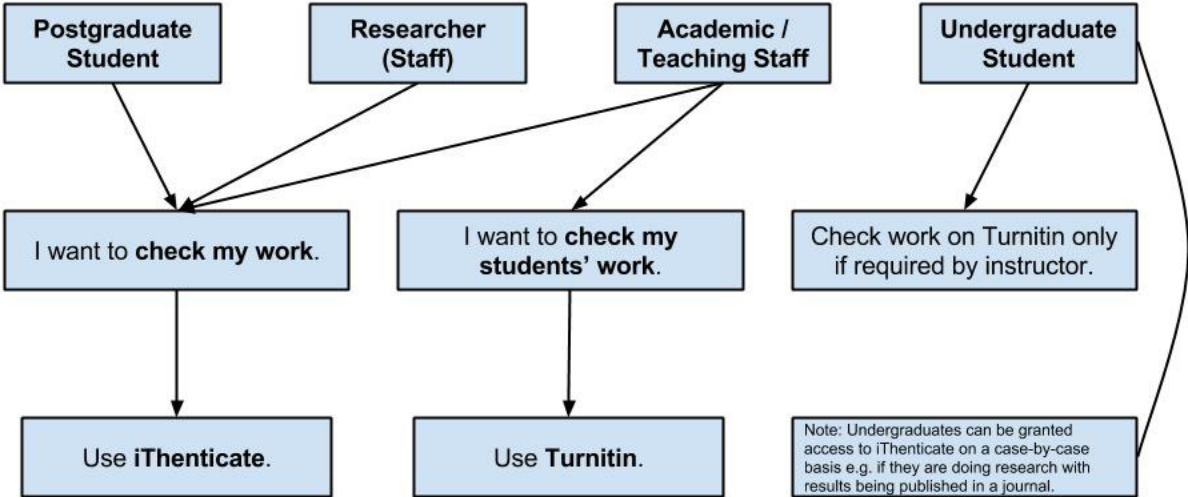 Postgraduate
Student
Researcher
(Staff)
Academic /
Teaching Staff
Undergraduate
Student
I want to check my work.
I want to check my
students’ work.
Check work on Turnitin only
if required by instructor.
Use iThenticate.
Use Turnitin.
Note: Undergraduates can be granted
access to iThenticate on a case-by-case
basis e.g. if they are doing research with
results being published in a journal.